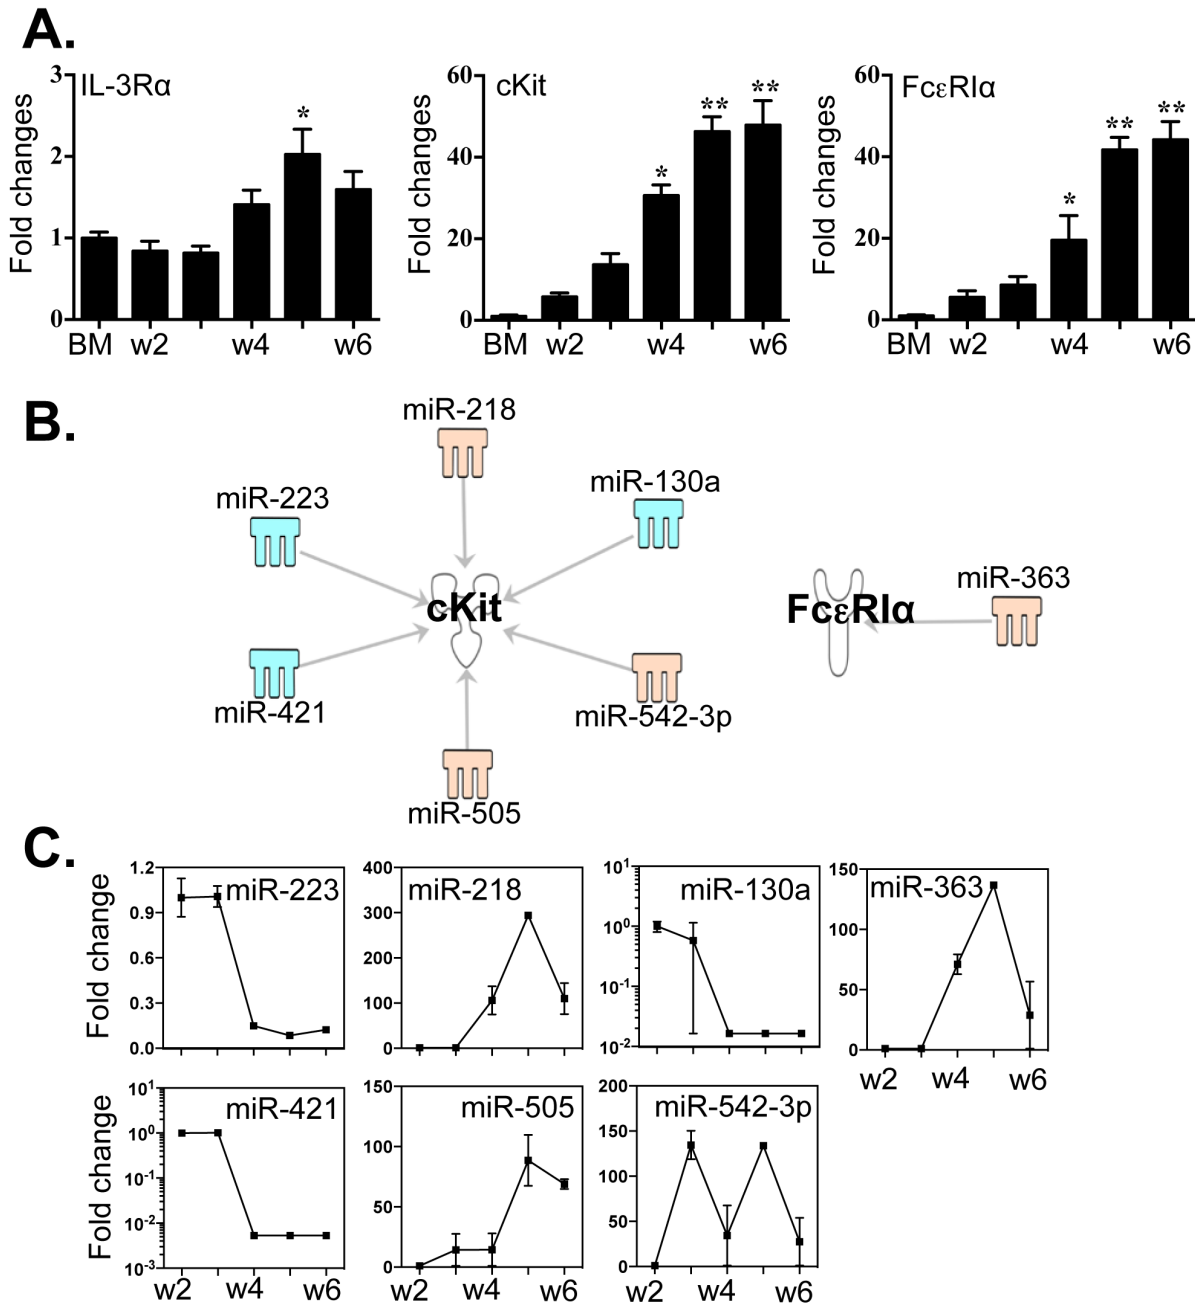 A.
IL-3Rα
cKit
FcεRIα
Fold changes
3
2
1
0
*
BM w2 w4 w6
Fold changes
60
40
20
0
* ** **
BM w2 w4 w6
Fold changes
60
40
20
0
* ** **
BM w2 w4 w6
B.
miR-218
miR-223
miR-130a
miR-363
cKit
FcεRIα
miR-421
miR-542-3p
miR-505
C.
Fold change
1.2
0.9
0.6
0.3
0.0
miR-223
400
300
200
100
0
miR-218
10¹
10⁰
10⁻¹
10⁻²
miR-130a
150
100
50
0
miR-363
w2 w4 w6
Fold change
10¹
10⁰
10⁻¹
10⁻²
10⁻³
miR-421
w2 w4 w6
150
100
50
0
miR-505
w2 w4 w6
200
150
100
50
0
miR-542-3p
w2 w4 w6